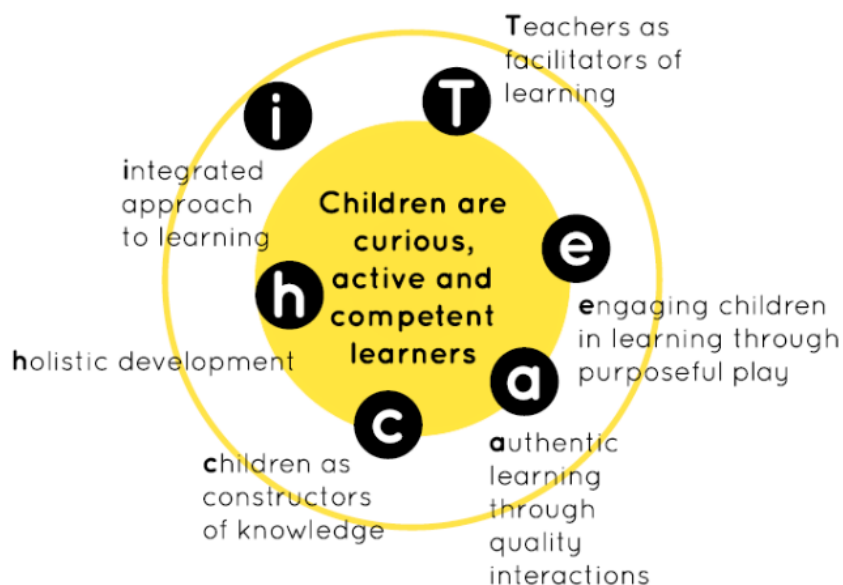 i
integrated
approach
to learning
T
Teachers as
facilitators of
learning
e
engaging children
in learning through
purposeful play
a
authentic
learning
through
quality
interactions
c
children as
constructors
of knowledge
h
holistic development
Children are
curious,
active and
competent
learners